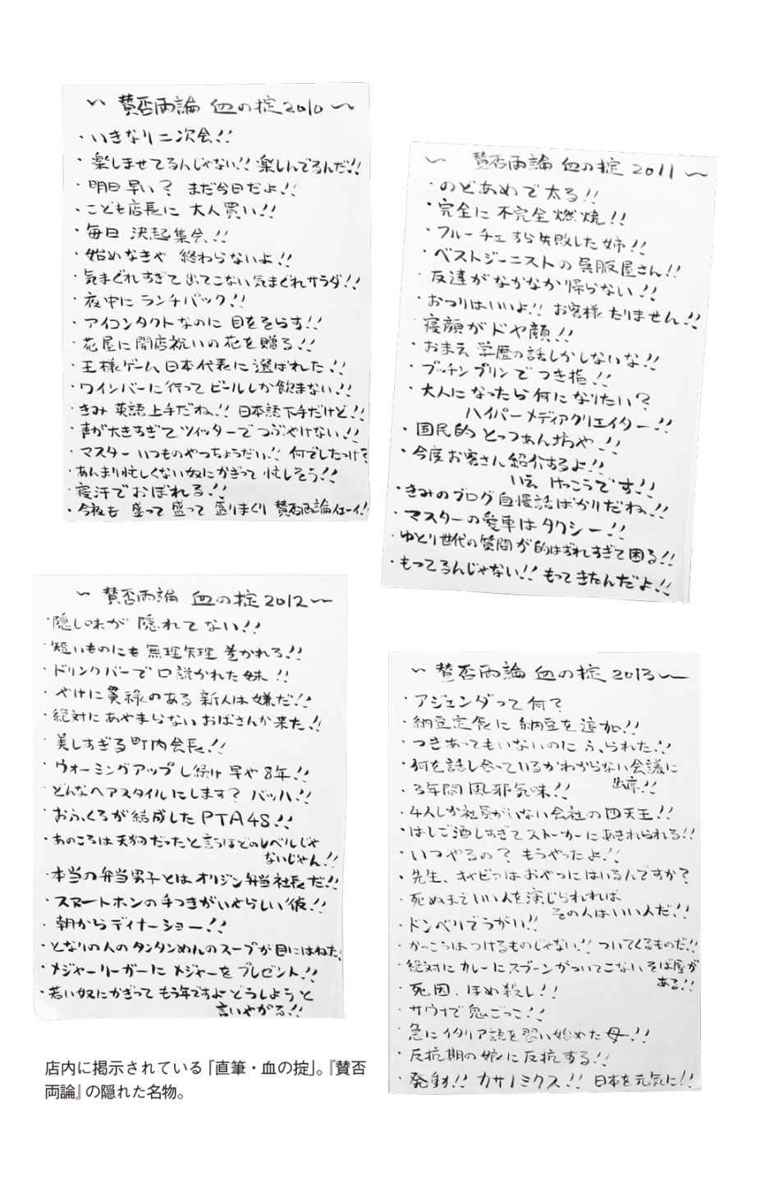 〜 賛否両論 血の掟2010 〜
・いきなり二次会!!
・楽しませてるんじゃない!! 楽しんでるんだ!!
・明日早い? まだ今日だよ!!
・こども店長に 大人買い!!
・毎日 決起集会!!
・始めなきゃ 終わらないよ!!
・気まぐれすぎて 出てこない気まぐれサラダ!!
・夜中に ランチパック!!
・アイコンタクトなのに 目をそらす!!
・花屋に開店祝いの花を贈る!!
・王様ゲーム 日本代表に選ばれた!!
・ワインバーに行って ビールしか飲まない!!
・きみ 英語上手だね!! 日本語下手だけど!!
・声が大きすぎて ツイッターで つぶやけない!!
・マスター いつものやつちょうだい!! 何でしたっけ?
・あんまり忙しくない奴にかぎって 忙しそう!!
・寝汗で おぼれる!!
・今夜も 盛って 盛って 盛りまくり 賛否両論イェーイ!!
〜 賛否両論 血の掟 2011 〜
・のどあめで 太る!!
・完全に 不完全燃焼!!
・フルーチェすら失敗した姉!!
・ベストジーニストの 呉服屋さん!!
・友達がなかなか帰らない!!
・おつりはいいよ!! お客様 たりません!!
・寝顔が ドヤ顔!!
・おまえ 学歴の話しかしないな!!
・プッチンプリンで つき指!!
・大人になったら何になりたい?
ハイパーメディアクリエイター!!
・国民的 とっつあん坊や!!
・今度お客さん紹介するよ!!
いえ けっこうです!!
・きみのブログ自慢話ばかりだね!!
・マスターの愛車は タクシー!!
・ゆとり世代の質問が的はずれすぎて困る!!
・もってるんじゃない!! もってきたんだよ!!
〜 賛否両論 血の掟2012〜
・隠し味が 隠れてない!!
・短いものにも 無理矢理 巻かれる!!
・ドリンクバーで口説かれた妹 !!
・やけに貫禄のある 新人は嫌だ!!
・絶対にあやまらない おばさんが来た!!
・美しすぎる町内会長!!
・ウォーミングアップし続け 早や8年!!
・どんなヘアスタイルにします? バッハ!!
・おふくろが結成した PTA48!!
・あのころは天狗だったと言うほどのレベルじゃ
ないじゃん!!
・本当の弁当男子とは オリジン弁当社長だ!!
・スマートホンの手つきがいやらしい彼!!
・朝からディナーショー!!
・となりの人のタンタンめんのスープが目にはねた!
・メジャーリーガーに メジャーを プレゼント!!
・若い奴にかぎって もう年ですよ どうしようと
言いやがる!!
〜 賛否両論 血の掟 2013 〜
・アジェンダって何?
・納豆定食に 納豆を追加!!
・つきあってもいないのに ふられた!!
・何を話し合っているかわからない会議に
出席!!
・3年間 風邪気味!!
・4人しか社員がいない会社の四天王!!
・はしご酒しすぎて ストーカーにあきれられる!!
・いつやるの? もうやったよ!!
・先生、キャビアはおやつにはいるんですか?
・死ぬまでいい人を演じられれば
その人はいい人だ!!
・ドンペリでうがい!!
・かっこうはつけるものじゃない!! ついてくるものだ!!
・絶対にカレーにスプーンがついてこないそば屋が
ある!!
・死因、ほめ殺し!!
・サウナで鬼ごっこ!!
・急にイタリア語を習い始めた母!!
・反抗期の娘に反抗する!!
・発動!! カサノミクス!! 日本を元気に!!
店内に掲示されている「直筆・血の掟」。『賛否
両論』の隠れた名物。